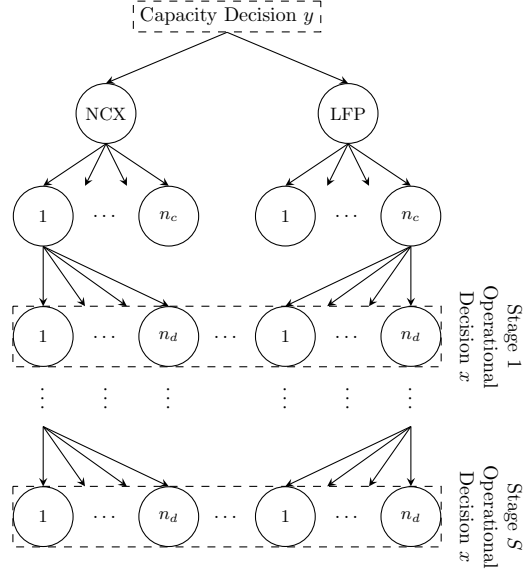 Capacity Decision y
NCX
LFP
1 ⋯ n_c
1 ⋯ n_c
1 ⋯ n_d ⋯ 1 ⋯ n_d
Stage 1
Operational
Decision x
⋮ ⋮ ⋮ ⋮ ⋮ ⋮
1 ⋯ n_d ⋯ 1 ⋯ n_d
Stage S
Operational
Decision x